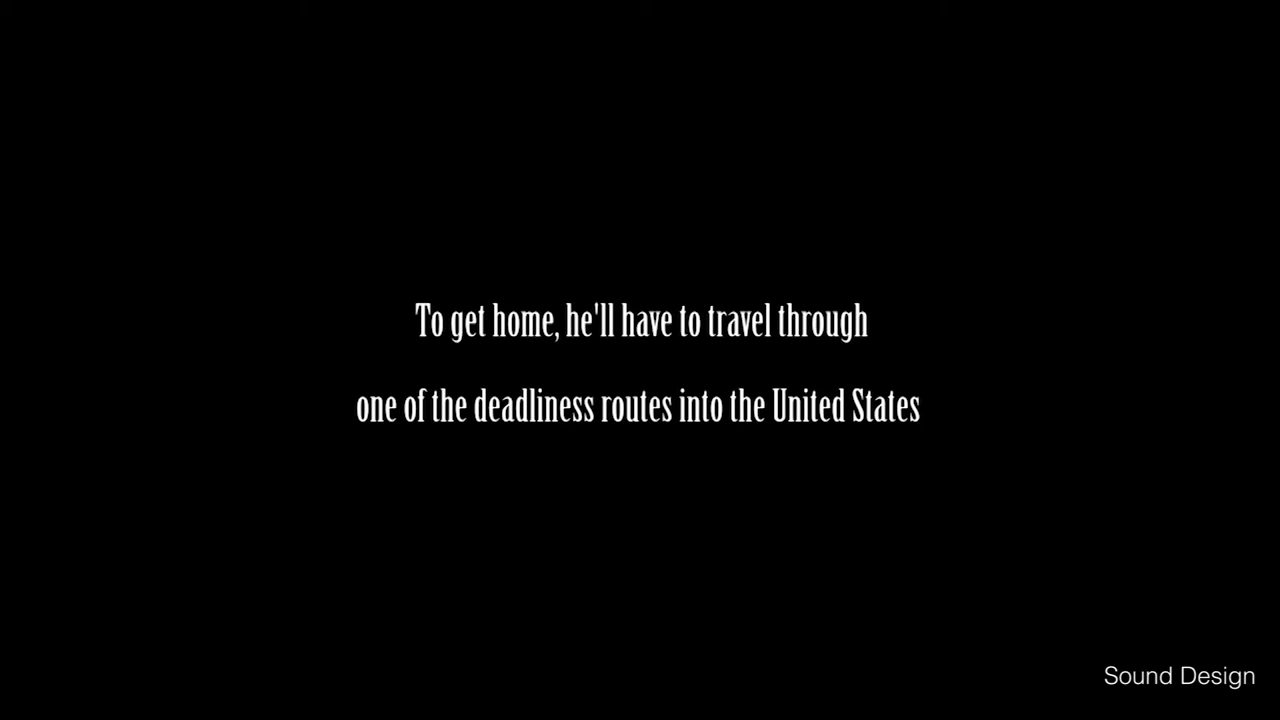 To get home, he'll have to travel through
one of the deadliness routes into the United States
Sound Design